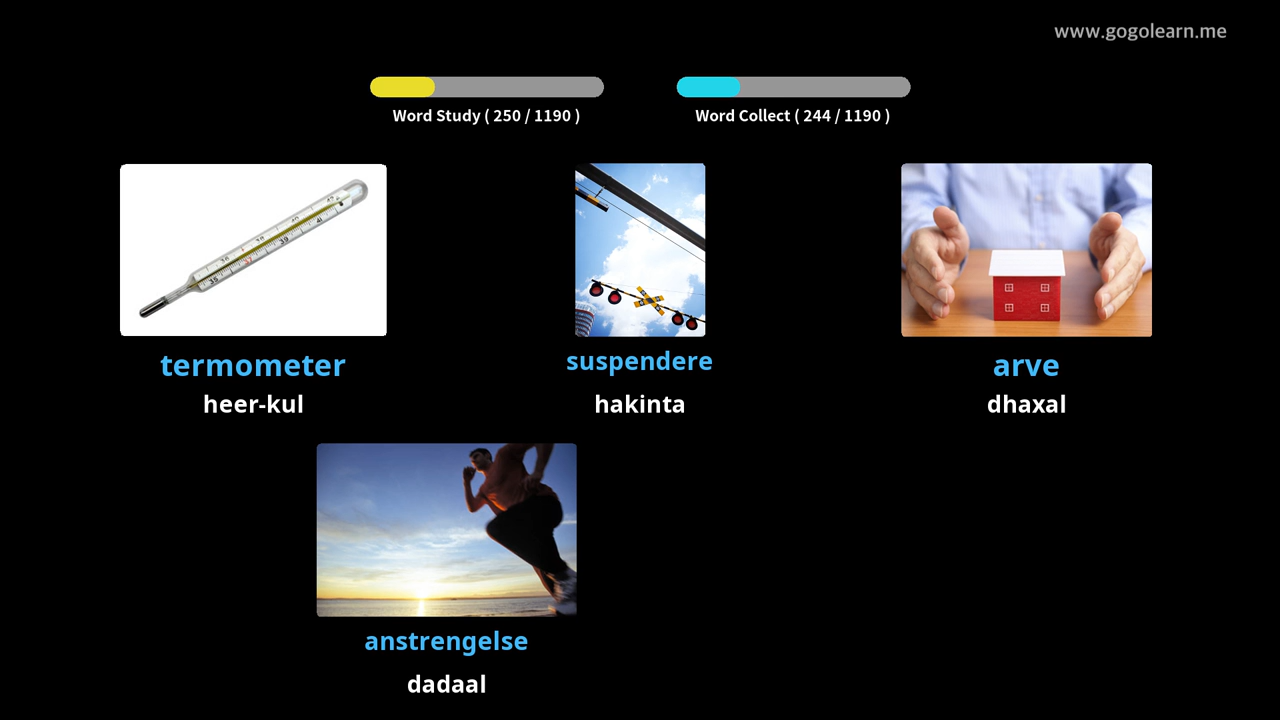 www.gogolearn.me
Word Study ( 250 / 1190 )
Word Collect ( 244 / 1190 )
termometer
heer-kul
suspendere
hakinta
arve
dhaxal
anstrengelse
dadaal